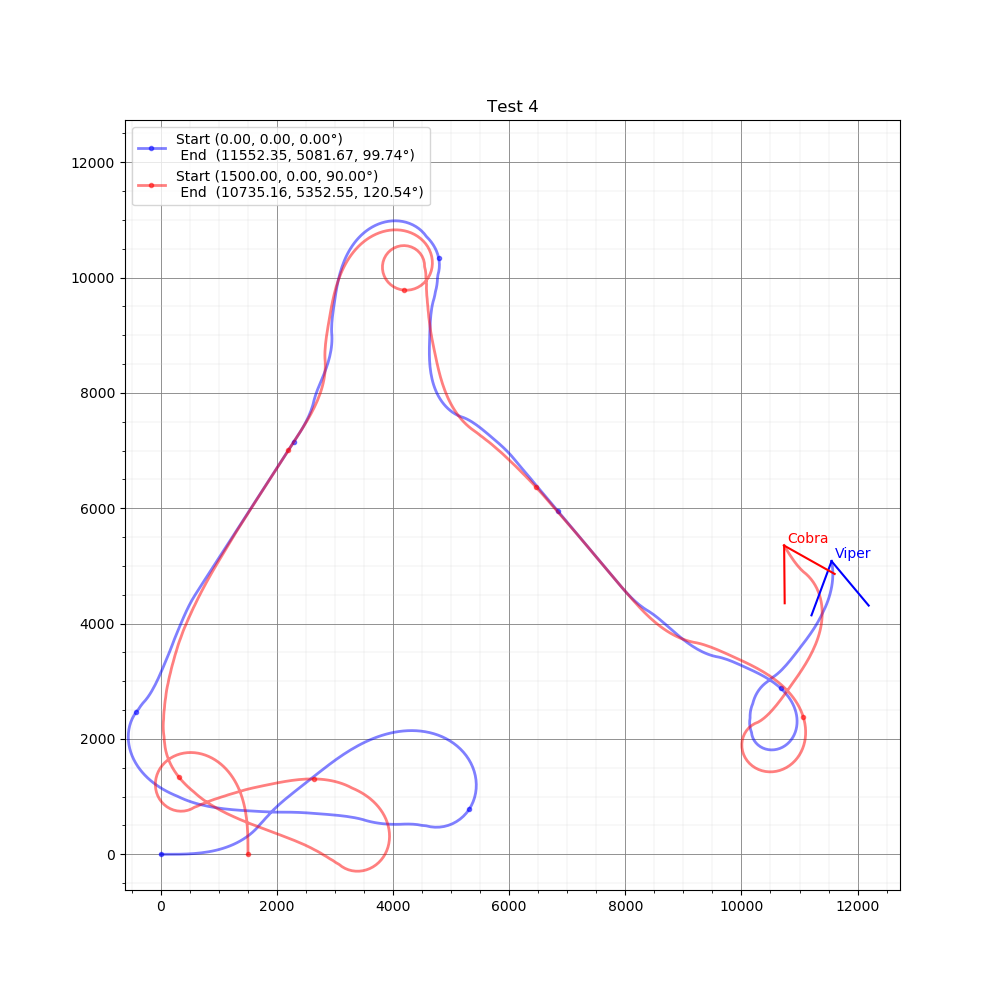 Test 4
Start (0.00, 0.00, 0.00°)
End (11552.35, 5081.67, 99.74°)
Start (1500.00, 0.00, 90.00°)
End (10735.16, 5352.55, 120.54°)
12000
10000
8000
6000
4000
2000
0
Cobra
Viper
0 2000 4000 6000 8000 10000 12000